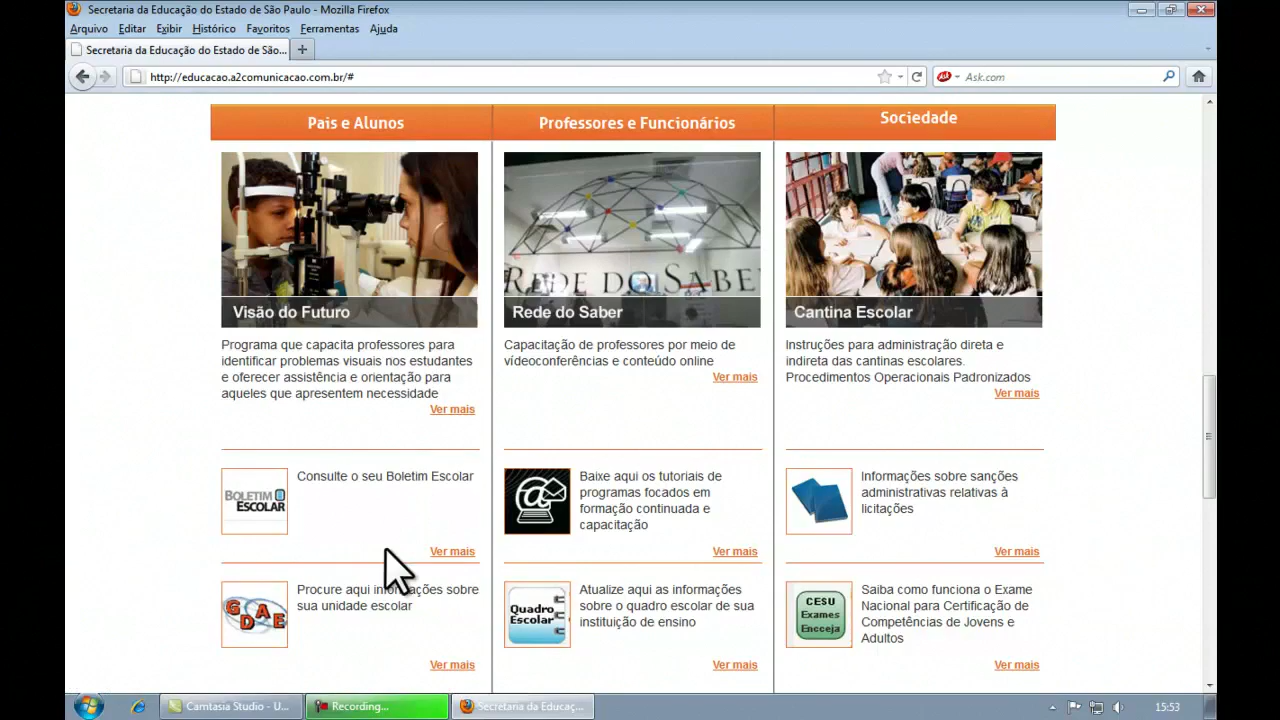 Secretaria da Educação do Estado de São Paulo - Mozilla Firefox
Arquivo Editar Exibir Histórico Favoritos Ferramentas Ajuda
Secretaria da Educação do Estado de São...
http://educacao.a2comunicacao.com.br/#
Ask.com
Pais e Alunos
Professores e Funcionários
Sociedade
Visão do Futuro
Programa que capacita professores para
identificar problemas visuais nos estudantes
e oferecer assistência e orientação para
aqueles que apresentem necessidade
Ver mais
REDE DO SABER
Rede do Saber
Capacitação de professores por meio de
vídeoconferências e conteúdo online
Ver mais
Cantina Escolar
Instruções para administração direta e
indireta das cantinas escolares.
Procedimentos Operacionais Padronizados
Ver mais
BOLETIM
ESCOLAR
Consulte o seu Boletim Escolar
Ver mais
Baixe aqui os tutoriais de
programas focados em
formação continuada e
capacitação
Ver mais
Informações sobre sanções
administrativas relativas à
licitações
Ver mais
GDAE
Procure aqui informações sobre
sua unidade escolar
Ver mais
Quadro
Escolar
Atualize aqui as informações
sobre o quadro escolar de sua
instituição de ensino
Ver mais
CESU
Exames
Encceja
Saiba como funciona o Exame
Nacional para Certificação de
Competências de Jovens e
Adultos
Ver mais
Camtasia Studio - U...
Recording...
Secretaria da Educaç...
15:53